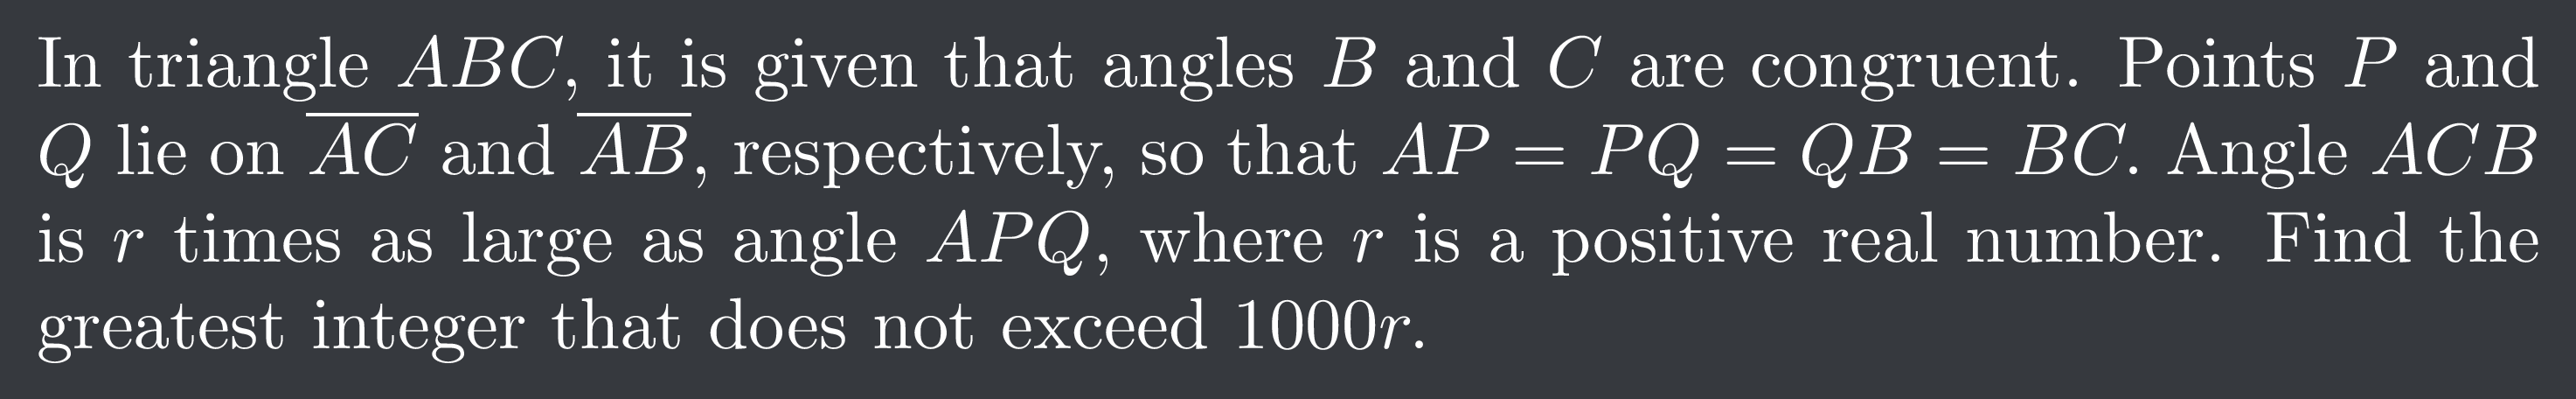 In triangle ABC, it is given that angles B and C are congruent. Points P and
Q lie on $\overline{AC}$ and $\overline{AB}$, respectively, so that AP = PQ = QB = BC. Angle ACB
is r times as large as angle APQ, where r is a positive real number. Find the
greatest integer that does not exceed 1000r.